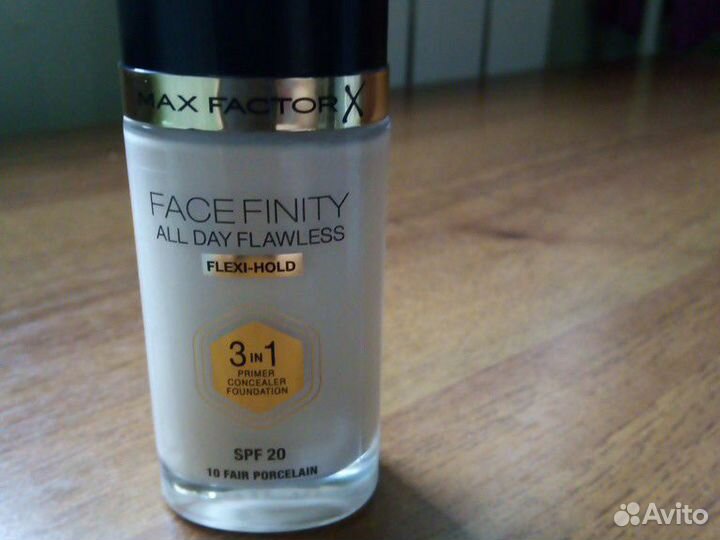 MAX FACTOR X
FACE FINITY
ALL DAY FLAWLESS
FLEXI-HOLD
3 IN 1
PRIMER
CONCEALER
FOUNDATION
SPF 20
10 FAIR PORCELAIN
Avito